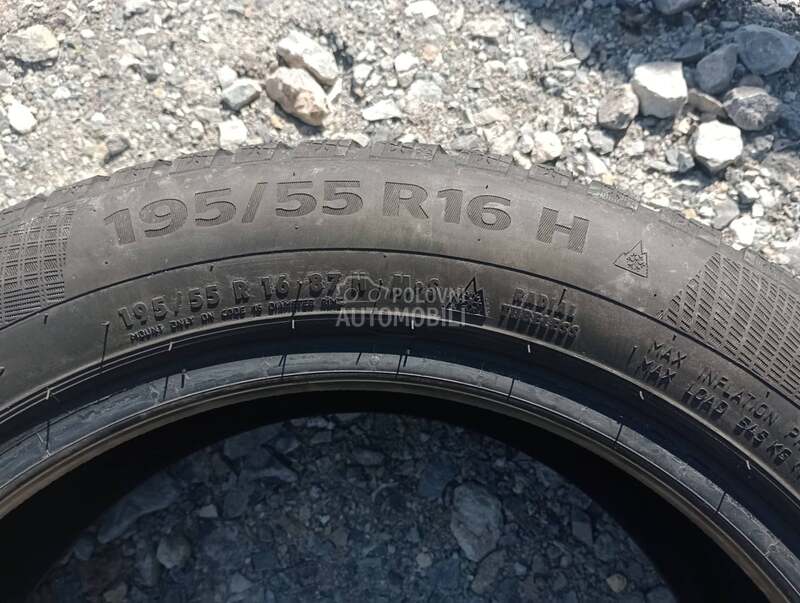 195/55 R16 H
195/55 R 16 87 H M+S
MOUNT ONLY ON CODE 16 DIAMETER RIM
RADIAL
TUBELESS
MAX INFLATION
MAX LOAD 545 KG
POLOVNI
AUTOMOBILI